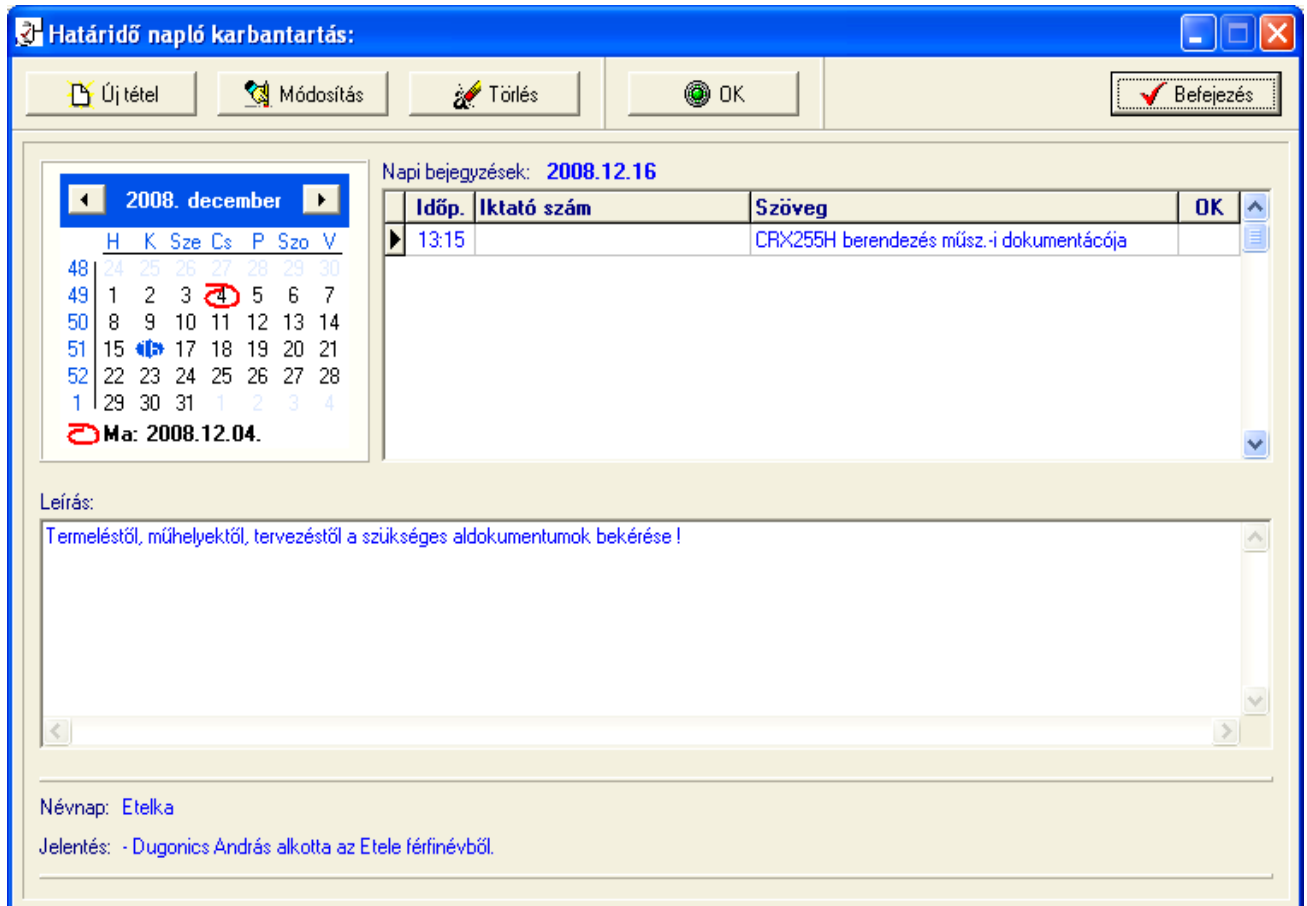 Határidő napló karbantartás:
Új tétel Módosítás Törlés OK Befejezés
Napi bejegyzések: 2008.12.16
2008. december
H K Sze Cs P Szo V
48 24 25 26 27 28 29 30
49 1 2 3 4 5 6 7
50 8 9 10 11 12 13 14
51 15 17 18 19 20 21
52 22 23 24 25 26 27 28
1 29 30 31 1 2 3 4
Ma: 2008.12.04.
Időp. Iktató szám Szöveg OK
13:15 CRX255H berendezés műsz.-i dokumentácója
Leírás:
Termeléstől, műhelyektől, tervezéstől a szükséges aldokumentumok bekérése !
Névnap: Etelka
Jelentés: - Dugonics András alkotta az Etele férfinévből.